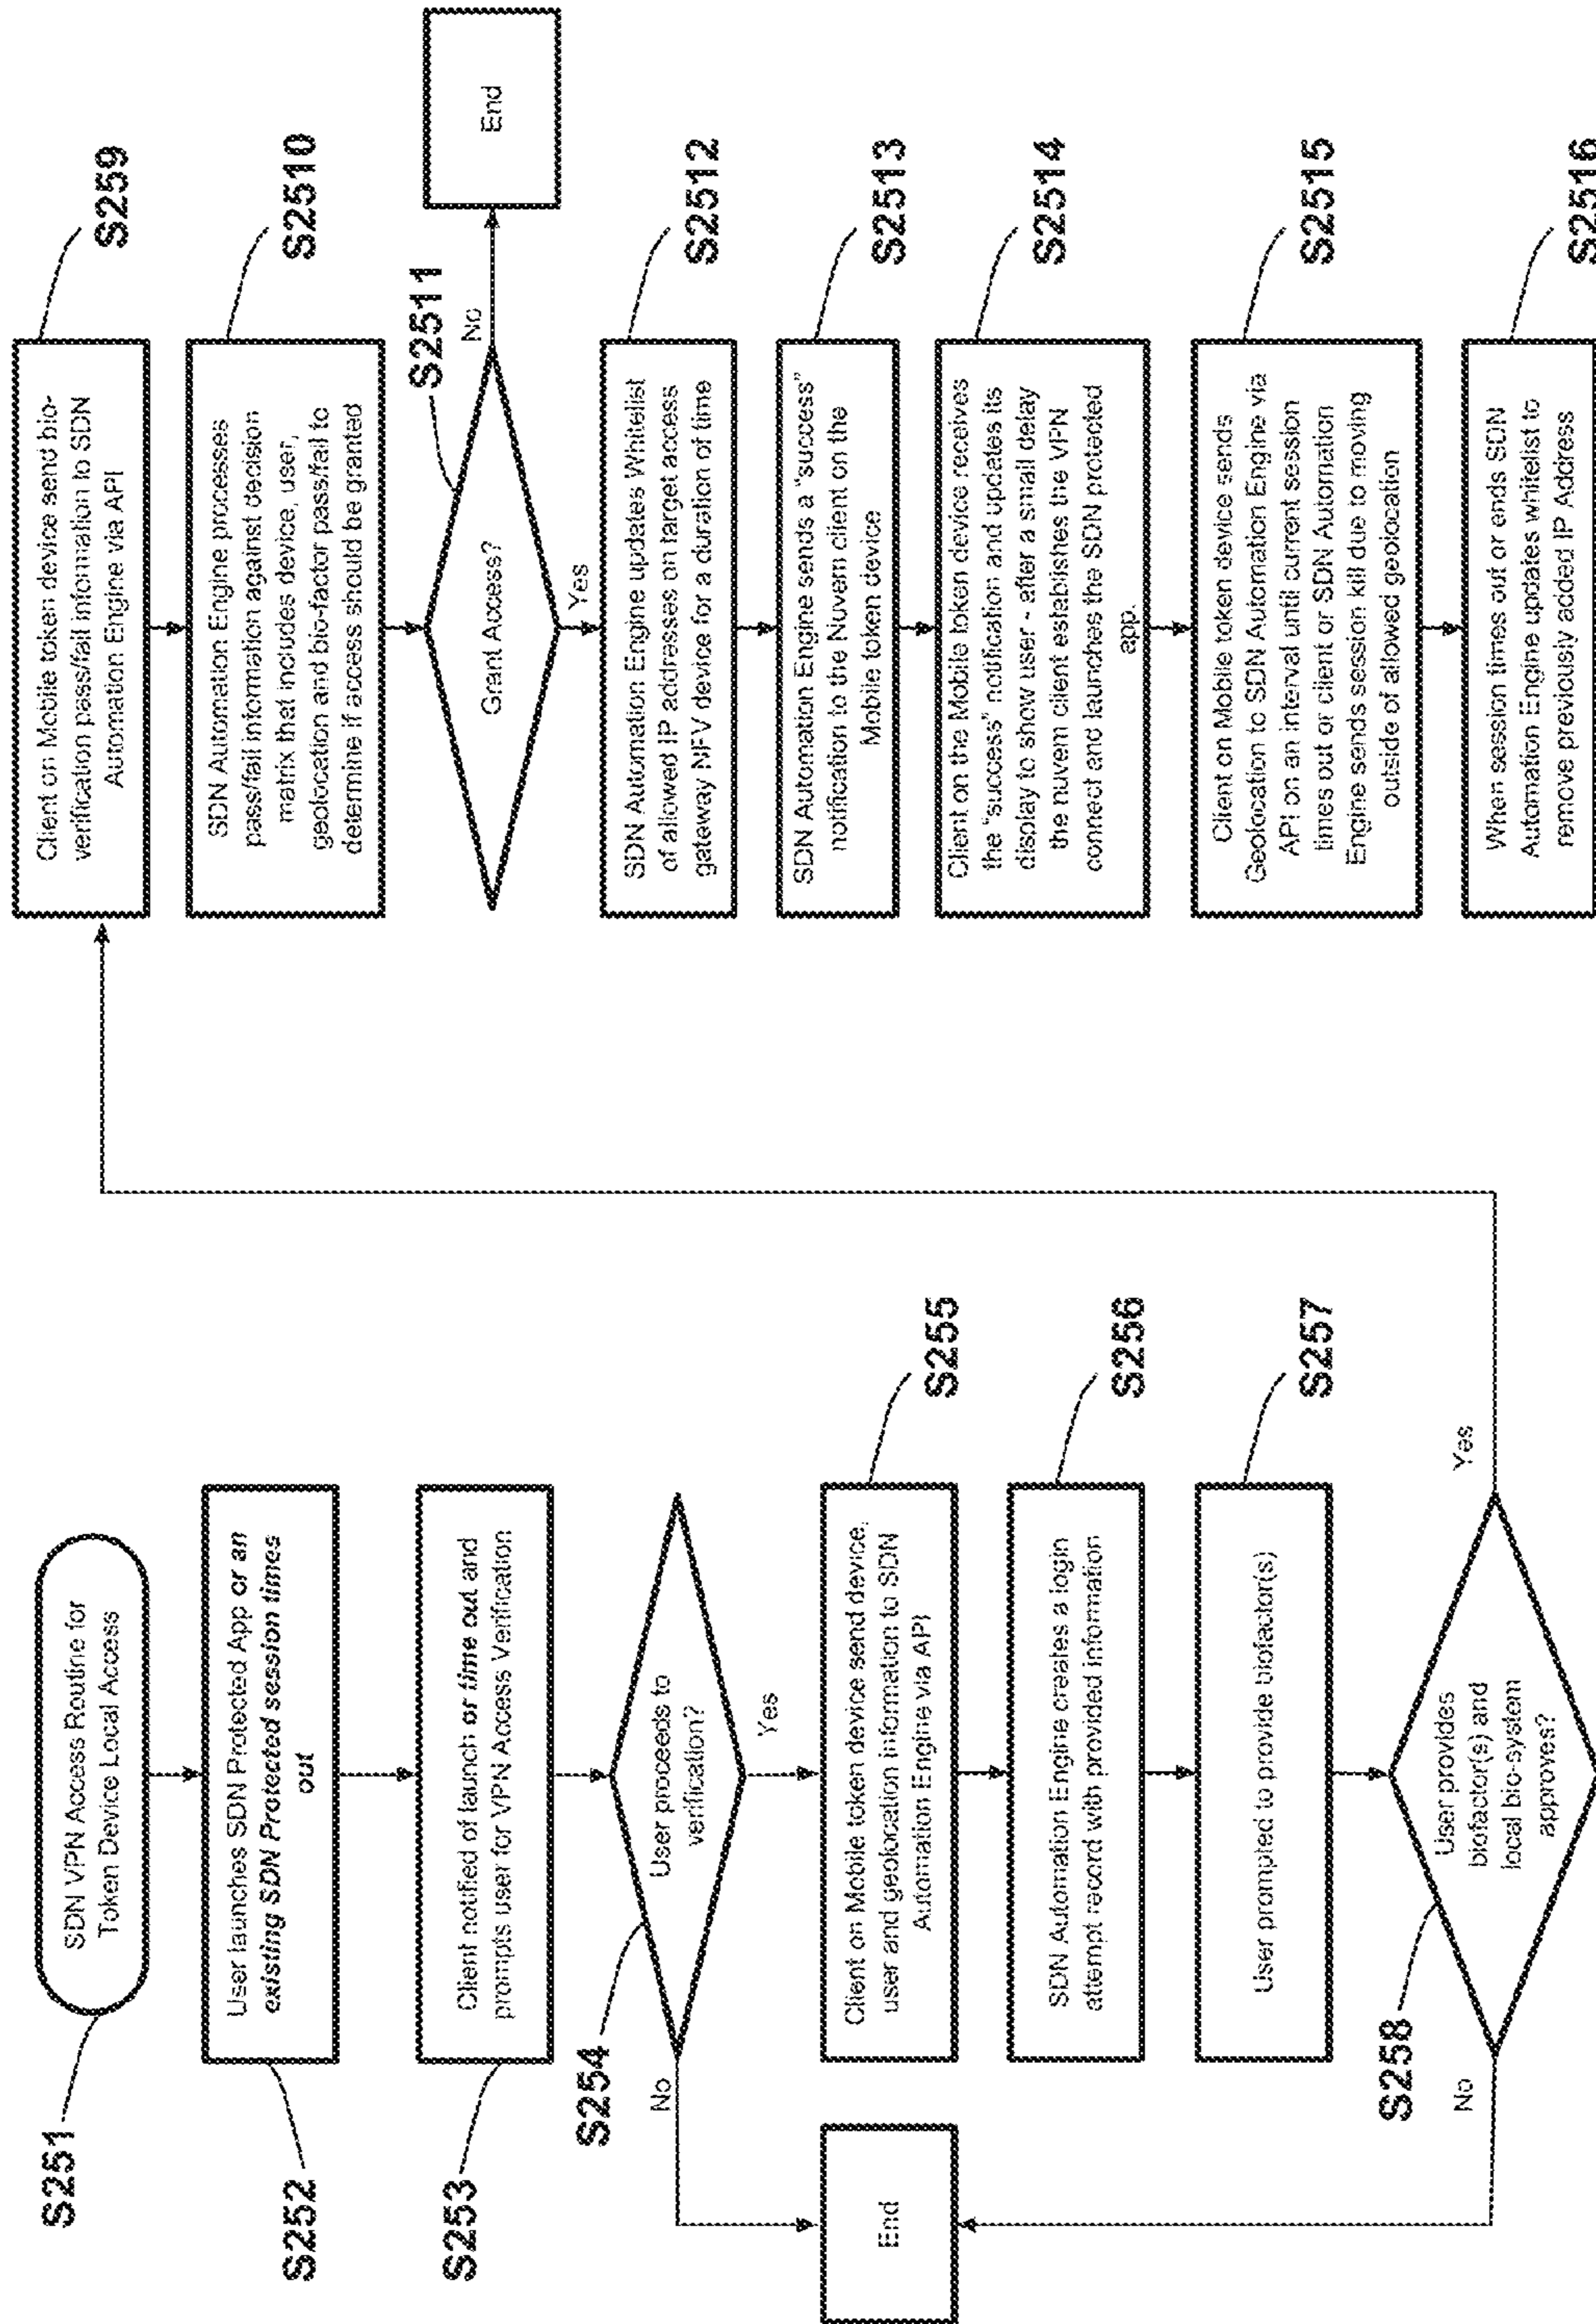 S251
SDN VPN Access Routine for
Token Device Local Access
S252
User launches SDN Protected App or an
existing SDN Protected session times
out
S253
Client notified of launch or time out and
prompts user for VPN Access Verification
S254
User proceeds to
verification?
No
Yes
End
Client on Mobile token device send device,
user and geolocation information to SDN
Automation Engine via API
S255
SDN Automation Engine creates a login
attempt record with provided information
S256
User prompted to provide biofactor(s)
S257
S258
User provides
biofactor(s) and
local bio-system
approves?
No
Yes
Client on Mobile token device send bio-
verification pass/fail information to SDN
Automation Engine via API
S259
SDN Automation Engine processes
pass/fail information against decision
matrix that includes device, user,
geolocation and bio-factor pass/fail to
determine if access should be granted
S2510
S2511
Grant Access?
No
End
Yes
SDN Automation Engine updates Whitelist
of allowed IP addresses on target access
gateway NFV device for a duration of time
S2512
SDN Automation Engine sends a "success"
notification to the Nuvem client on the
Mobile token device
S2513
Client on the Mobile token device receives
the "success" notification and updates its
display to show user - after a small delay
the nuvem client establishes the VPN
connect and launches the SDN protected
app.
S2514
Client on Mobile token device sends
Geolocation to SDN Automation Engine via
API on an interval until current session
times out or client or SDN Automation
Engine sends session kill due to moving
outside of allowed geolocation
S2515
When session times out or ends SDN
Automation Engine updates whitelist to
remove previously added IP Address
S2516